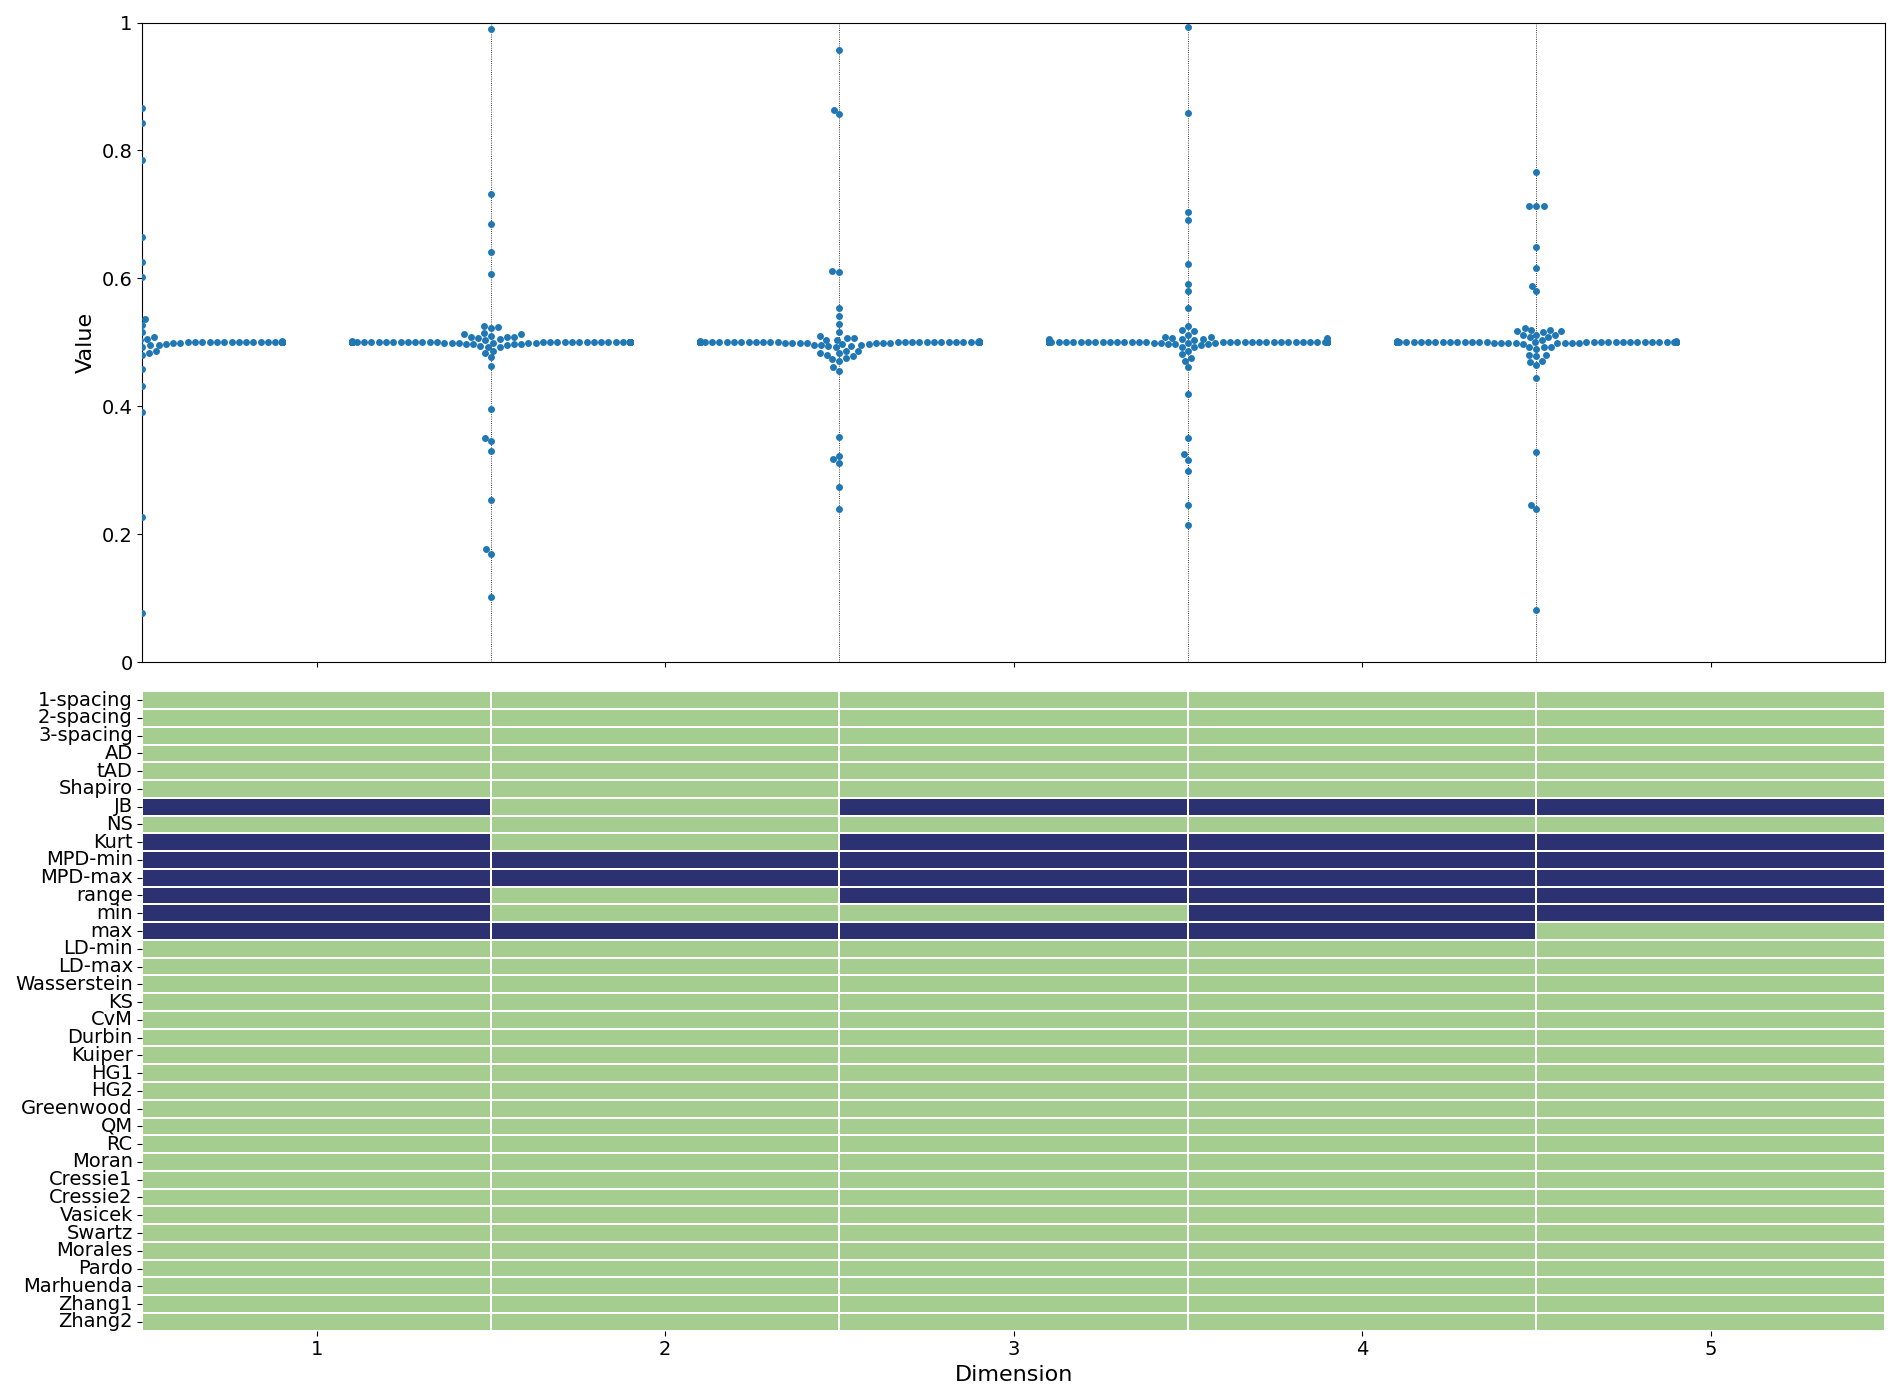 1
0.8
0.6
0.4
0.2
0
Value
1-spacing
2-spacing
3-spacing
AD
tAD
Shapiro
JB
NS
Kurt
MPD-min
MPD-max
range
min
max
LD-min
LD-max
Wasserstein
KS
CvM
Durbin
Kuiper
HG1
HG2
Greenwood
QM
RC
Moran
Cressie1
Cressie2
Vasicek
Swartz
Morales
Pardo
Marhuenda
Zhang1
Zhang2
1 2 3 4 5
Dimension